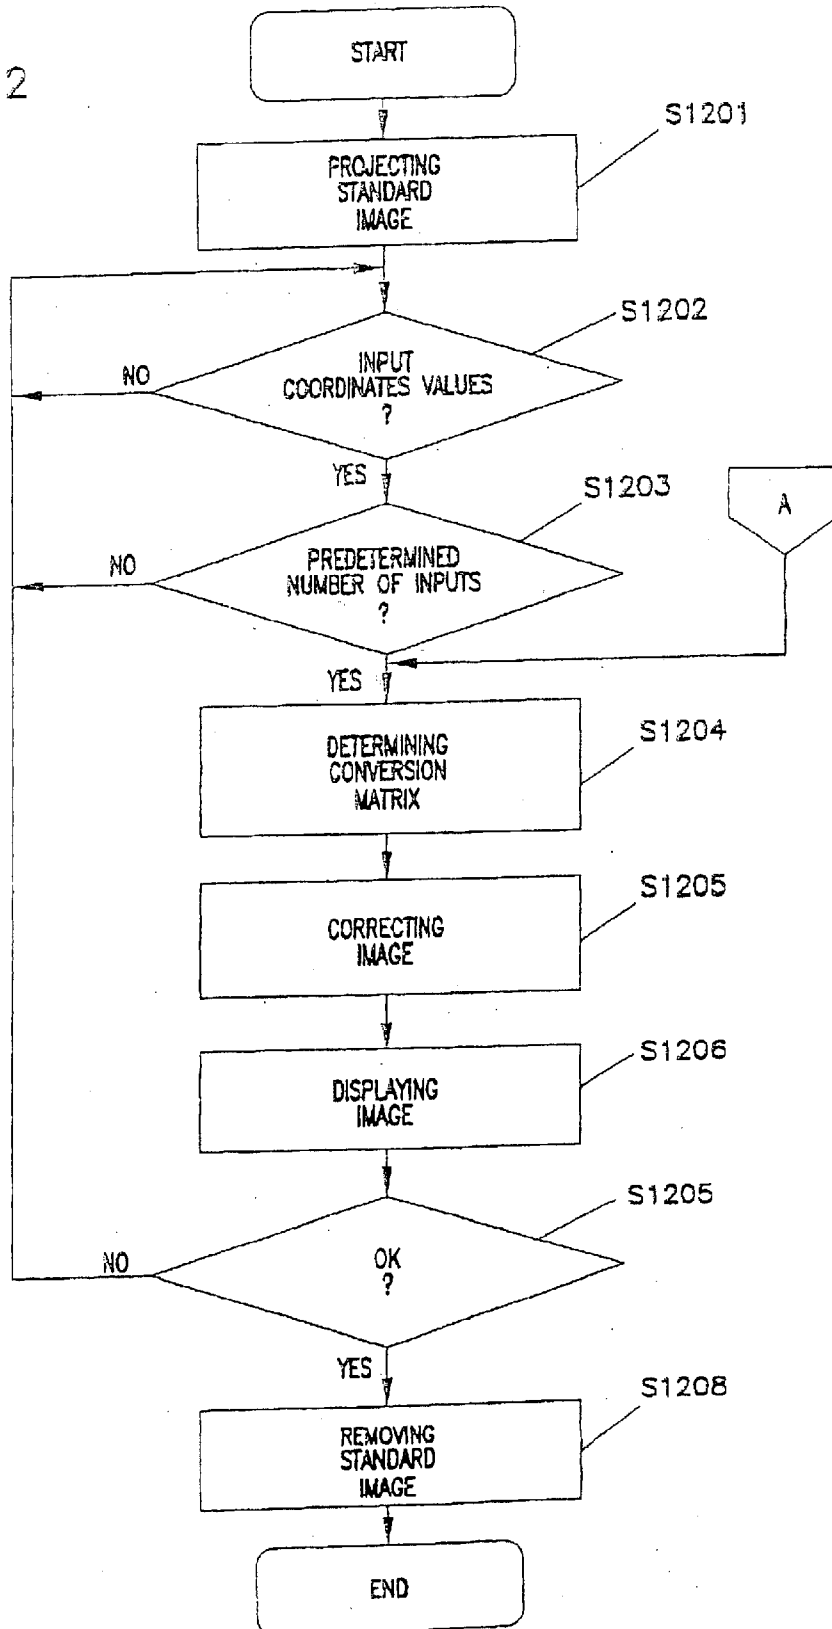 2
START
S1201
PROJECTING
STANDARD
IMAGE
S1202
INPUT
COORDINATES VALUES
?
NO
YES
S1203
PREDETERMINED
NUMBER OF INPUTS
?
NO
A
YES
S1204
DETERMINING
CONVERSION
MATRIX
S1205
CORRECTING
IMAGE
S1206
DISPLAYING
IMAGE
S1205
OK
?
NO
YES
S1208
REMOVING
STANDARD
IMAGE
END